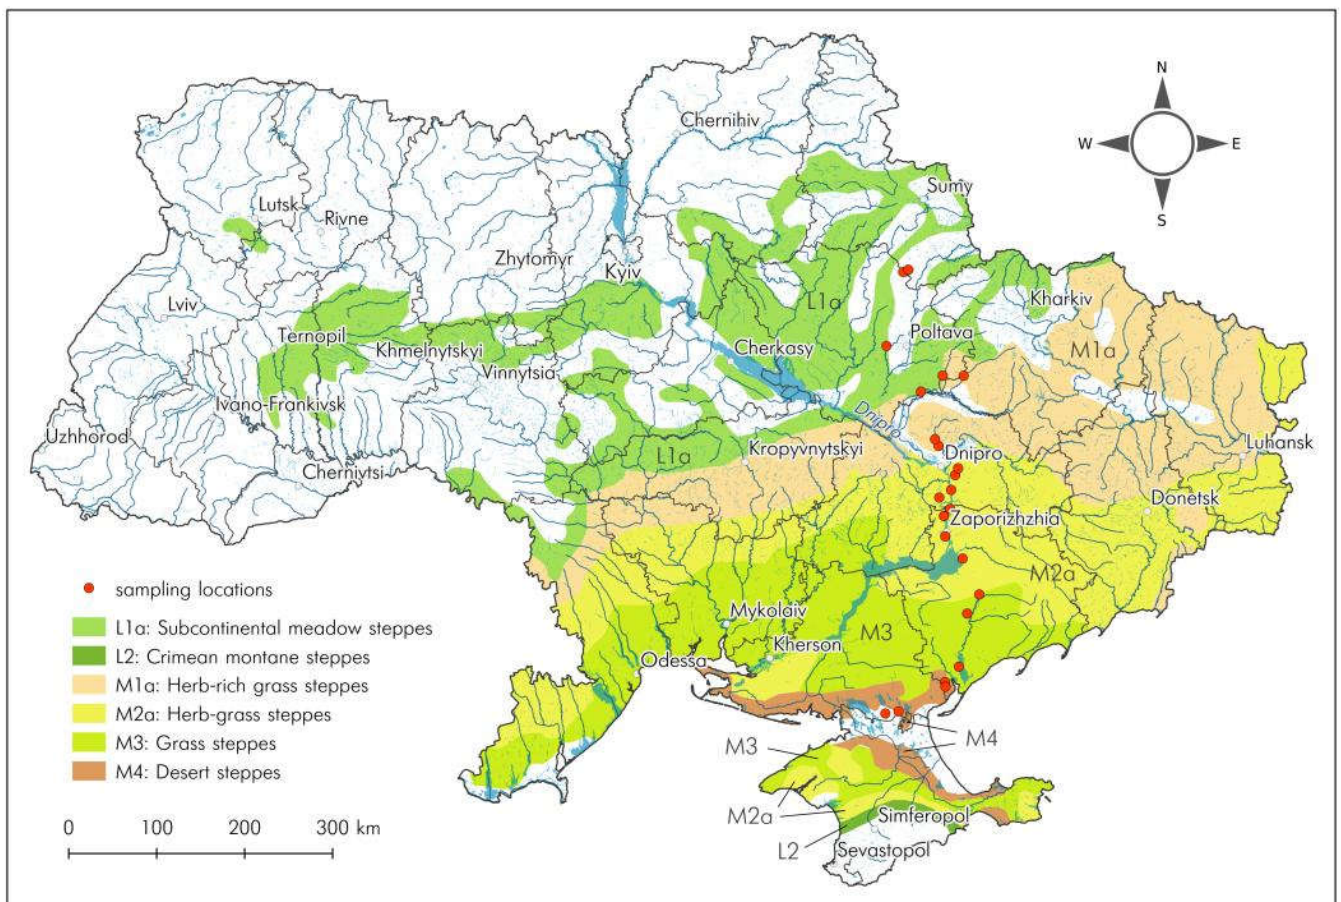 N
W
E
S
Chernihiv
Sumy
Lutsk
Rivne
Zhytomyr
Kyiv
Lviv
L1a
Kharkiv
Ternopil
Poltava
Khmelnytskyi
Cherkasy
M1a
Vinnytsia
Ivano-Frankivsk
Dnipro
Uzhhorod
Kropyvnytskyi
Luhansk
L1a
Dnipro
Chernivtsi
Donetsk
Zaporizhzhia
M2a
sampling locations
Mykolaiv
L1a: Subcontinental meadow steppes
M3
Kherson
L2: Crimean montane steppes
Odessa
M1a: Herb-rich grass steppes
M2a: Herb-grass steppes
M4
M3
M3: Grass steppes
M4: Desert steppes
M2a
Simferopol
0 100 200 300 km
L2
Sevastopol